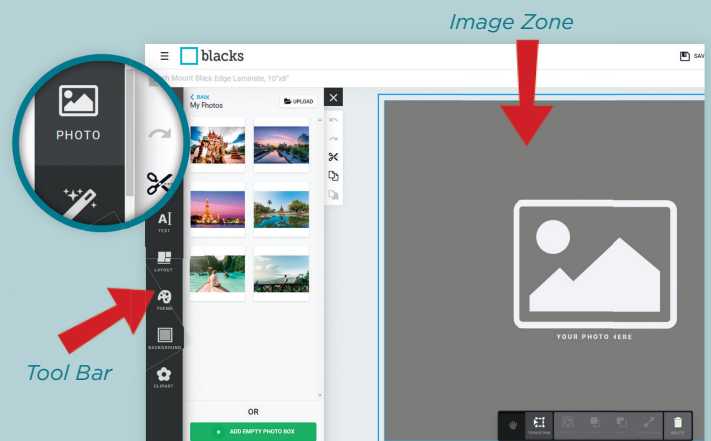 Image Zone
blacks
SAV
Mount Black Edge Laminate, 10"x8"
BACK
My Photos
UPLOAD
PHOTO
TEXT
LAYOUT
THEME
BACKGROUND
CLIPART
Tool Bar
YOUR PHOTO HERE
OR
+ ADD EMPTY PHOTO BOX
TRANSFORM
DELETE